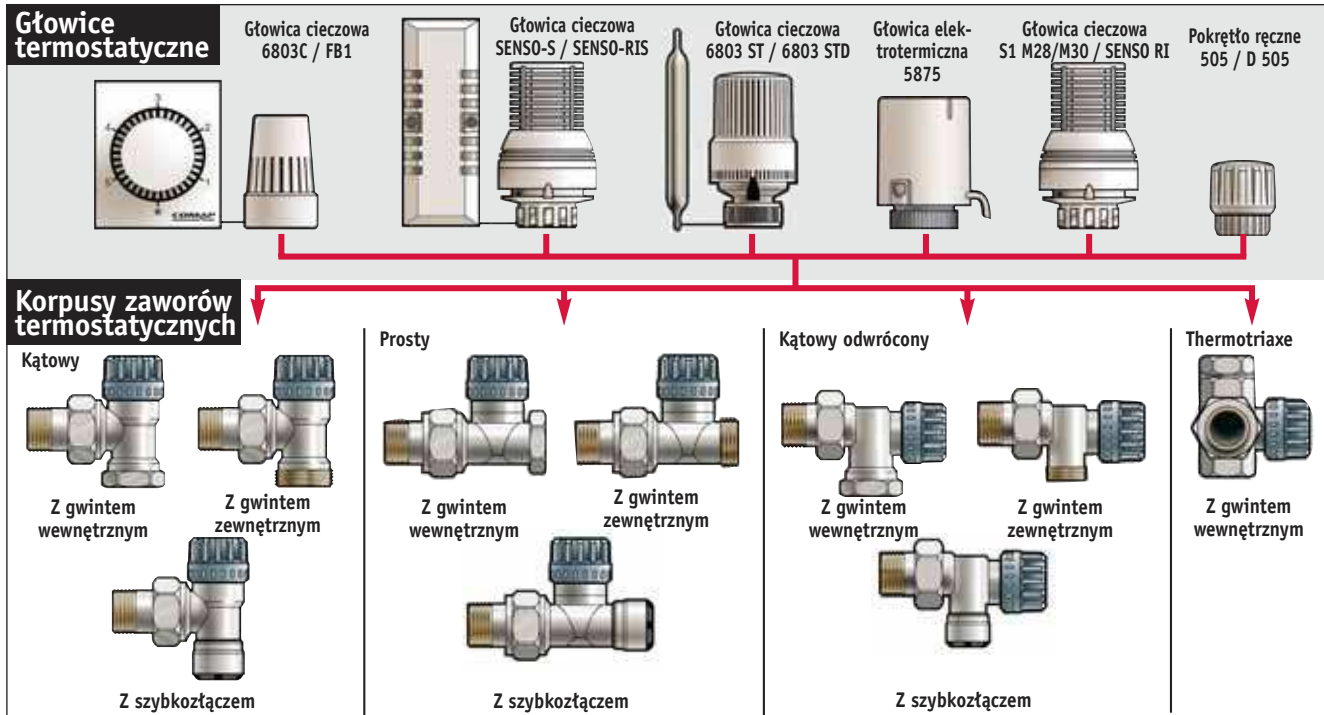 Głowice
termostatyczne
Głowica cieczowa
6803C / FB1
Głowica cieczowa
SENSO-S / SENSO-RIS
Głowica cieczowa
6803 ST / 6803 STD
Głowica elek-
trotermiczna
5875
Głowica cieczowa
S1 M28/M30 / SENSO RI
Pokrętło ręczne
505 / D 505
COMAP
Korpusy zaworów
termostatycznych
Kątowy
Z gwintem
wewnętrznym
Z gwintem
zewnętrznym
Z szybkozłączem
Prosty
Z gwintem
wewnętrznym
Z gwintem
zewnętrznym
Z szybkozłączem
Kątowy odwrócony
Z gwintem
wewnętrznym
Z gwintem
zewnętrznym
Z szybkozłączem
Thermotriaxe
Z gwintem
wewnętrznym